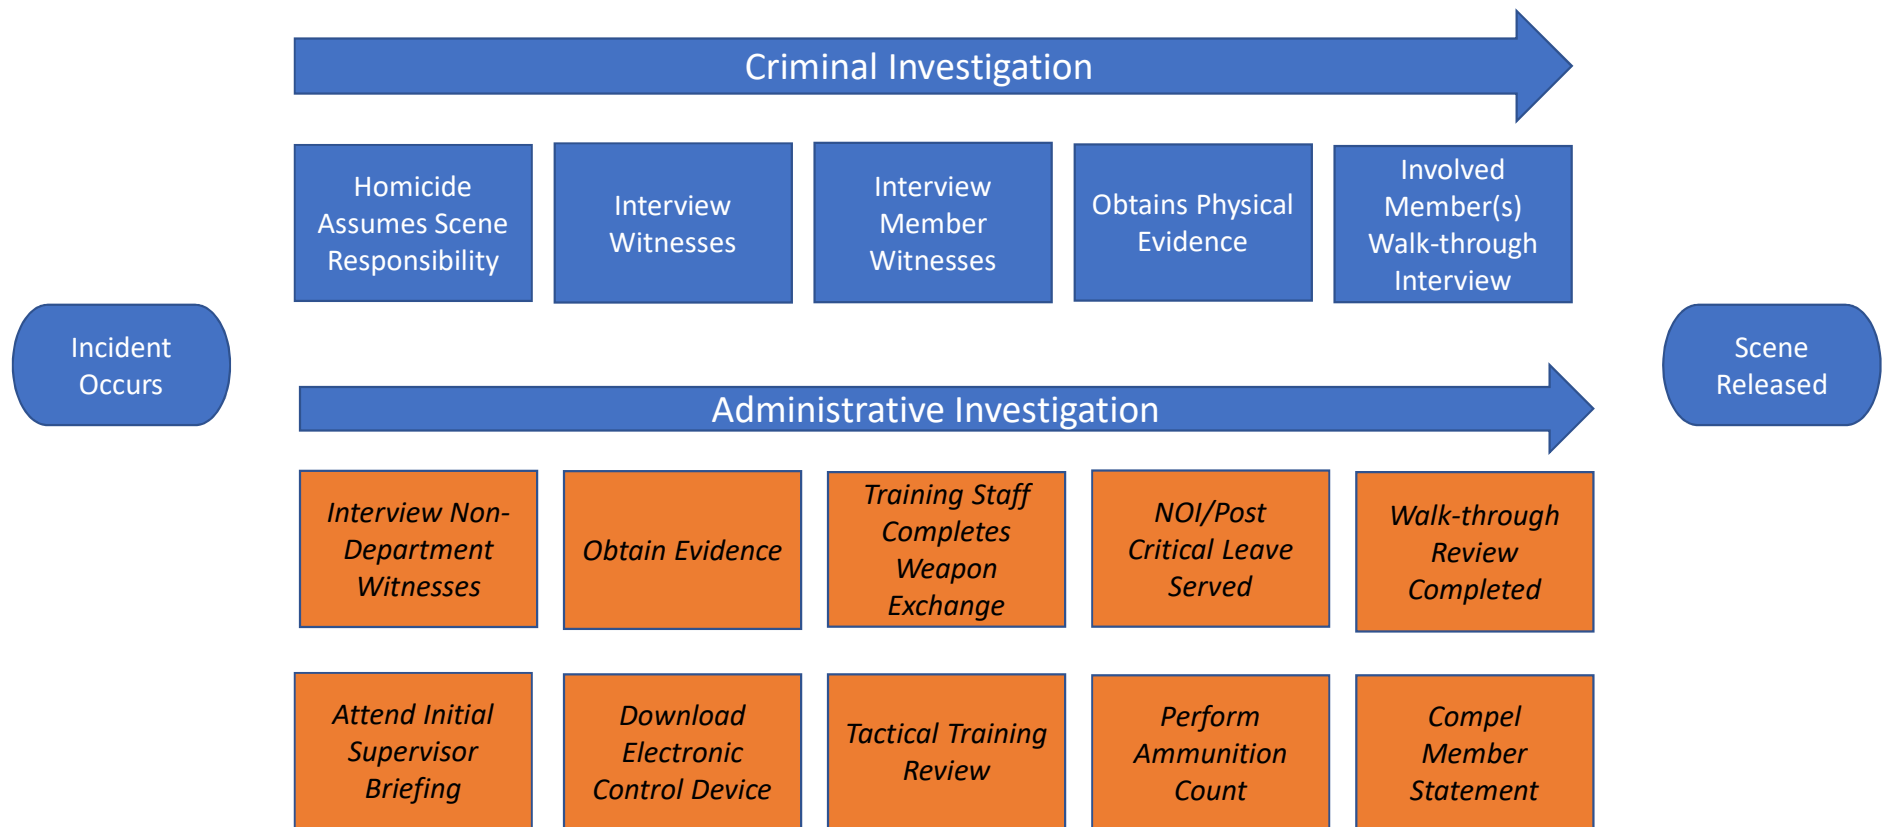 Criminal Investigation
Homicide
Assumes Scene
Responsibility
Interview
Witnesses
Interview
Member
Witnesses
Obtains Physical
Evidence
Involved
Member(s)
Walk-through
Interview
Incident
Occurs
Scene
Released
Administrative Investigation
Interview Non-
Department
Witnesses
Obtain Evidence
Training Staff
Completes
Weapon
Exchange
NOI/Post
Critical Leave
Served
Walk-through
Review
Completed
Attend Initial
Supervisor
Briefing
Download
Electronic
Control Device
Tactical Training
Review
Perform
Ammunition
Count
Compel
Member
Statement